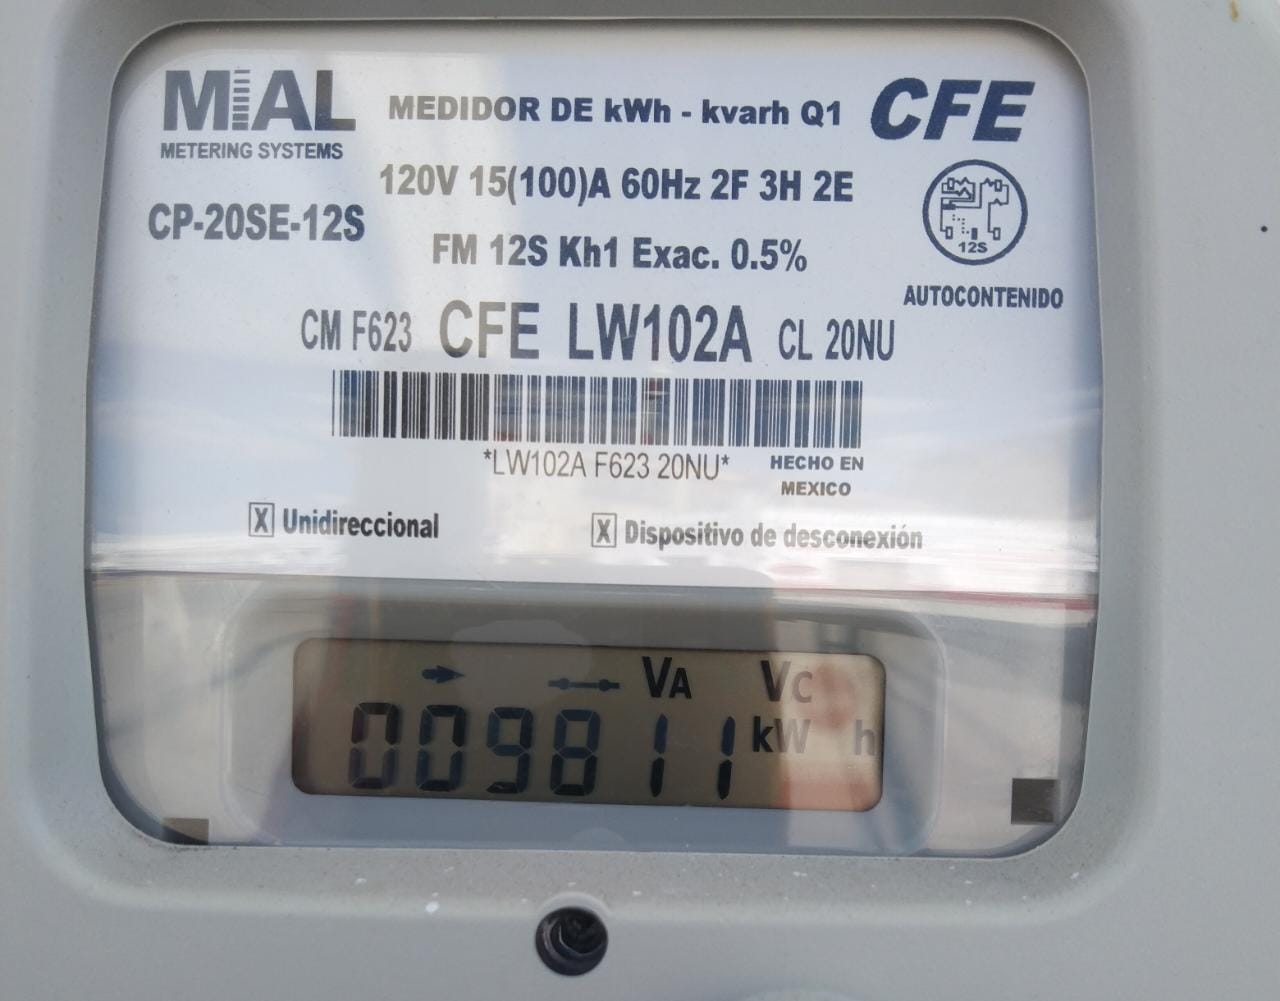 MIAL
METERING SYSTEMS
MEDIDOR DE kWh - kvarh Q1
CFE
120V 15(100)A 60Hz 2F 3H 2E
CP-20SE-12S
FM 12S Kh1 Exac. 0.5%
12S
AUTOCONTENIDO
CM F623 CFE LW102A CL 20NU
*LW102A F623 20NU*
HECHO EN
MEXICO
X Unidireccional
X Dispositivo de desconexión
VA VC
009811 kW h